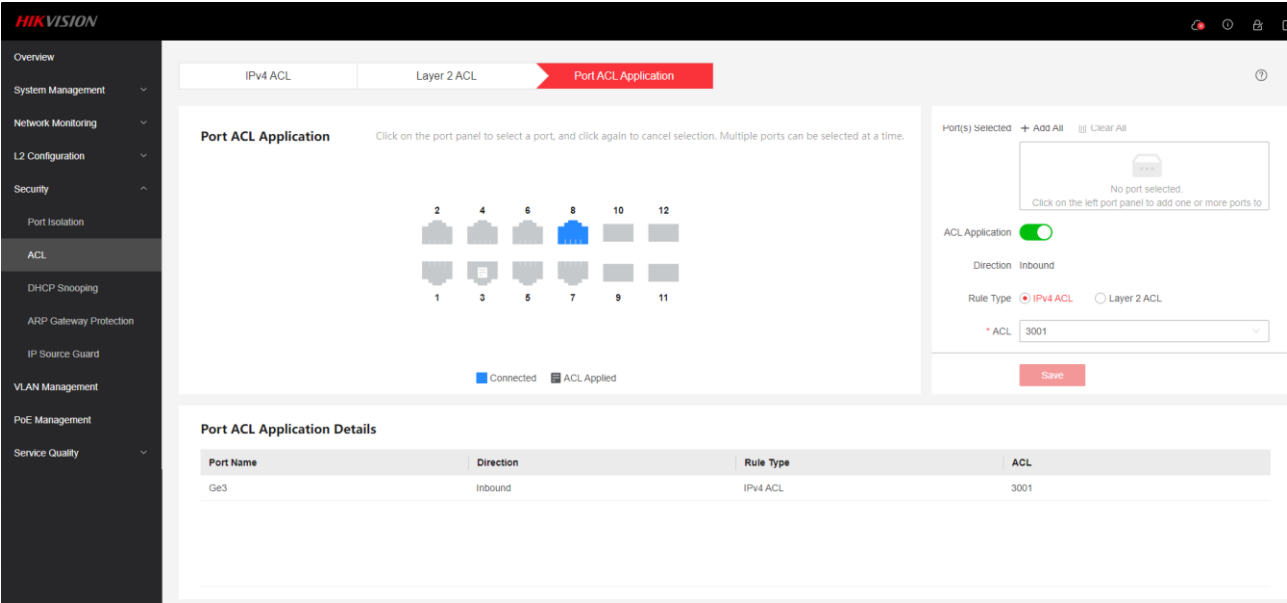 HIKVISION
Overview
System Management
Network Monitoring
L2 Configuration
Security
Port Isolation
ACL
DHCP Snooping
ARP Gateway Protection
IP Source Guard
VLAN Management
PoE Management
Service Quality
IPv4 ACL Layer 2 ACL Port ACL Application
Port ACL Application Click on the port panel to select a port, and click again to cancel selection. Multiple ports can be selected at a time.
2 4 6 8 10 12
1 3 5 7 9 11
Connected ACL Applied
Port(s) Selected + Add All Clear All
No port selected.
Click on the left port panel to add one or more ports to
ACL Application
Direction Inbound
Rule Type IPv4 ACL Layer 2 ACL
* ACL 3001
Save
Port ACL Application Details
Port Name Direction Rule Type ACL
Ge3 Inbound IPv4 ACL 3001